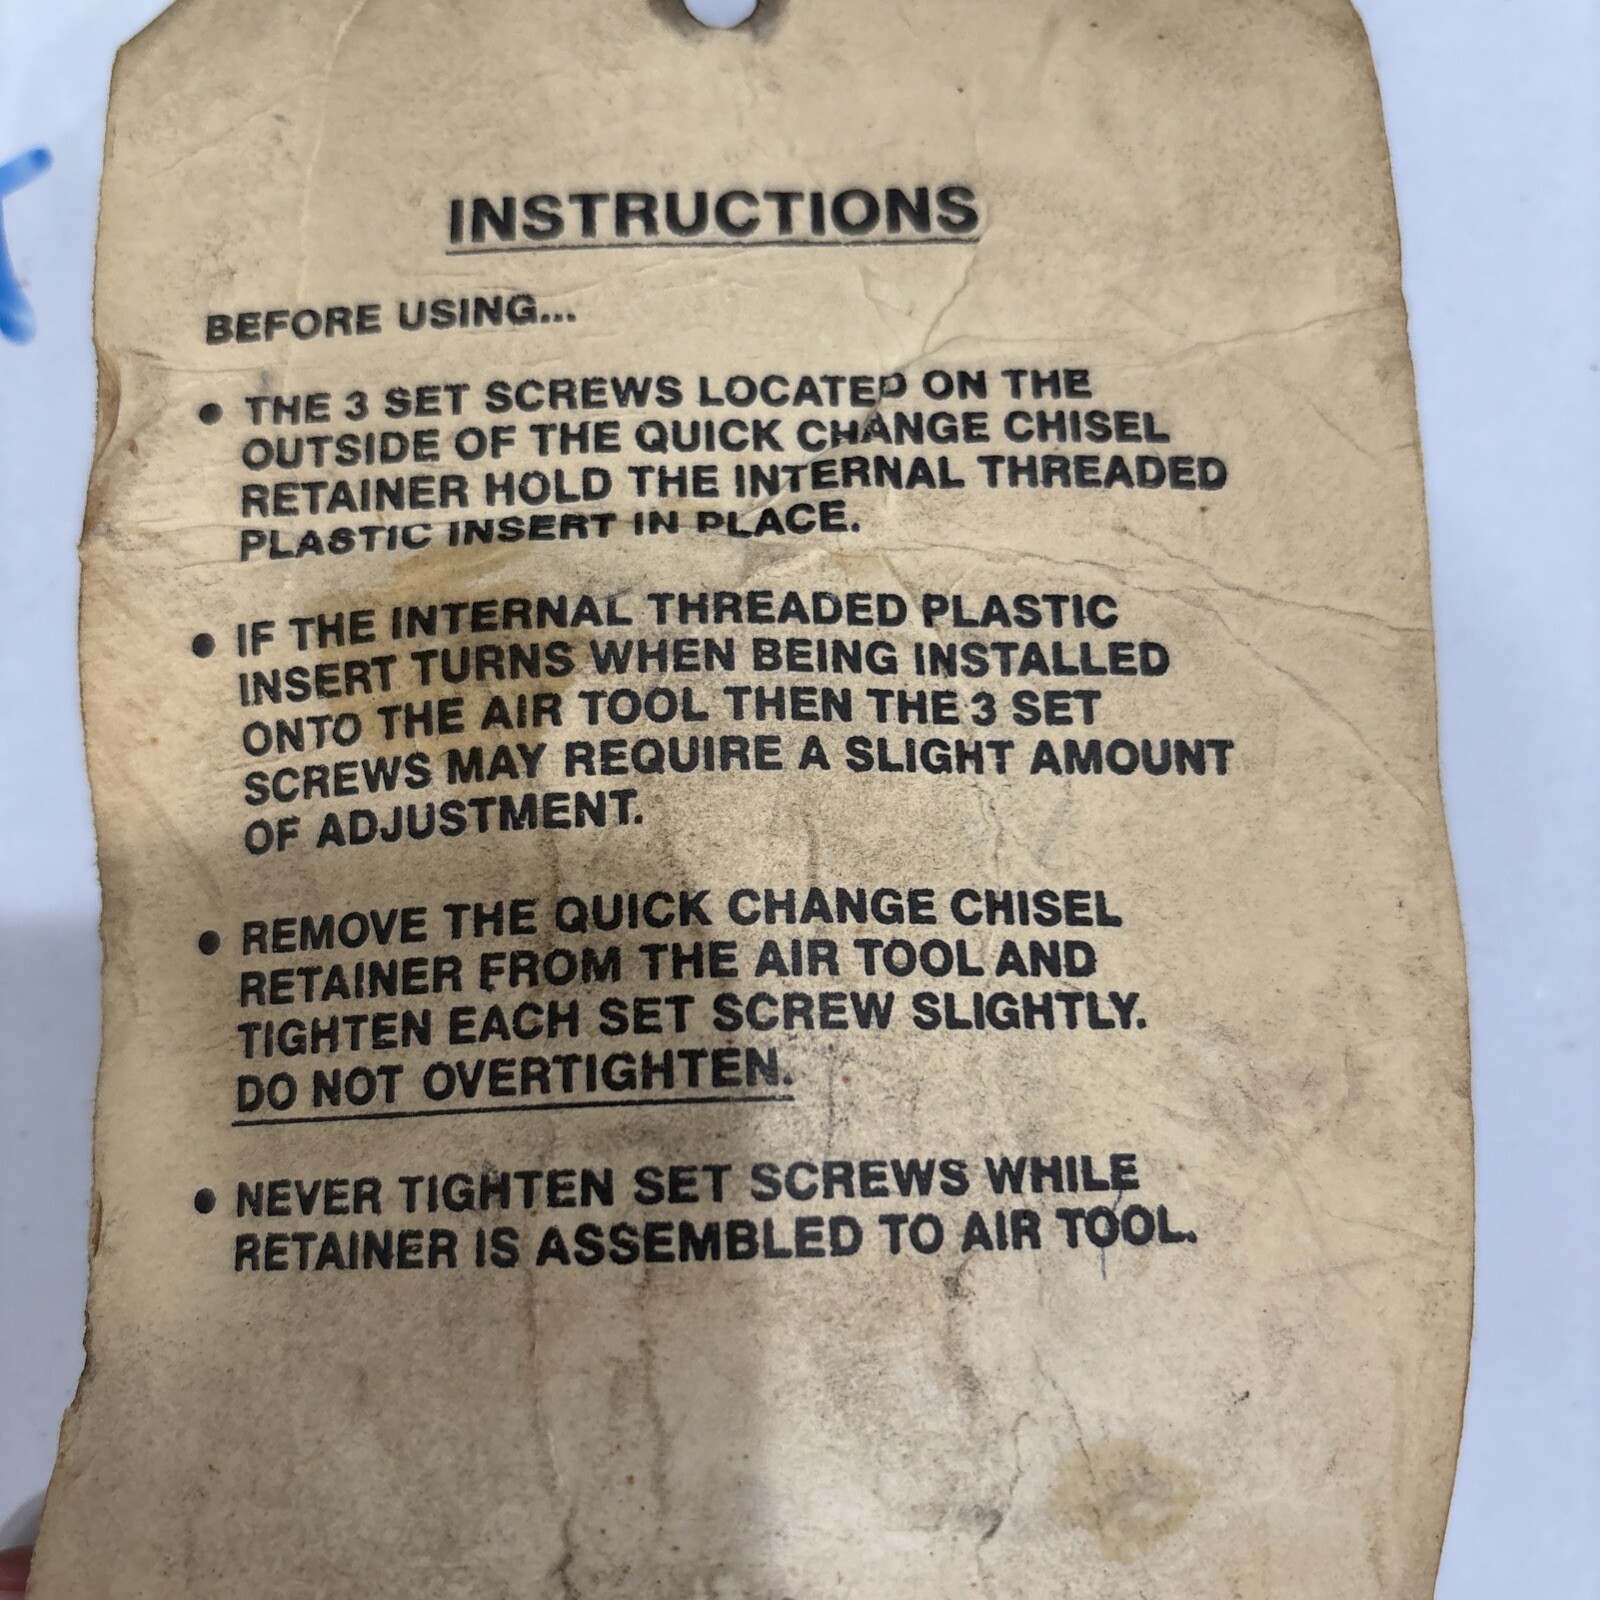 INSTRUCTIONS
BEFORE USING...
• THE 3 SET SCREWS LOCATED ON THE
OUTSIDE OF THE QUICK CHANGE CHISEL
RETAINER HOLD THE INTERNAL THREADED
PLASTIC INSERT IN PLACE.
• IF THE INTERNAL THREADED PLASTIC
INSERT TURNS WHEN BEING INSTALLED
ONTO THE AIR TOOL THEN THE 3 SET
SCREWS MAY REQUIRE A SLIGHT AMOUNT
OF ADJUSTMENT.
• REMOVE THE QUICK CHANGE CHISEL
RETAINER FROM THE AIR TOOL AND
TIGHTEN EACH SET SCREW SLIGHTLY.
DO NOT OVERTIGHTEN.
• NEVER TIGHTEN SET SCREWS WHILE
RETAINER IS ASSEMBLED TO AIR TOOL.